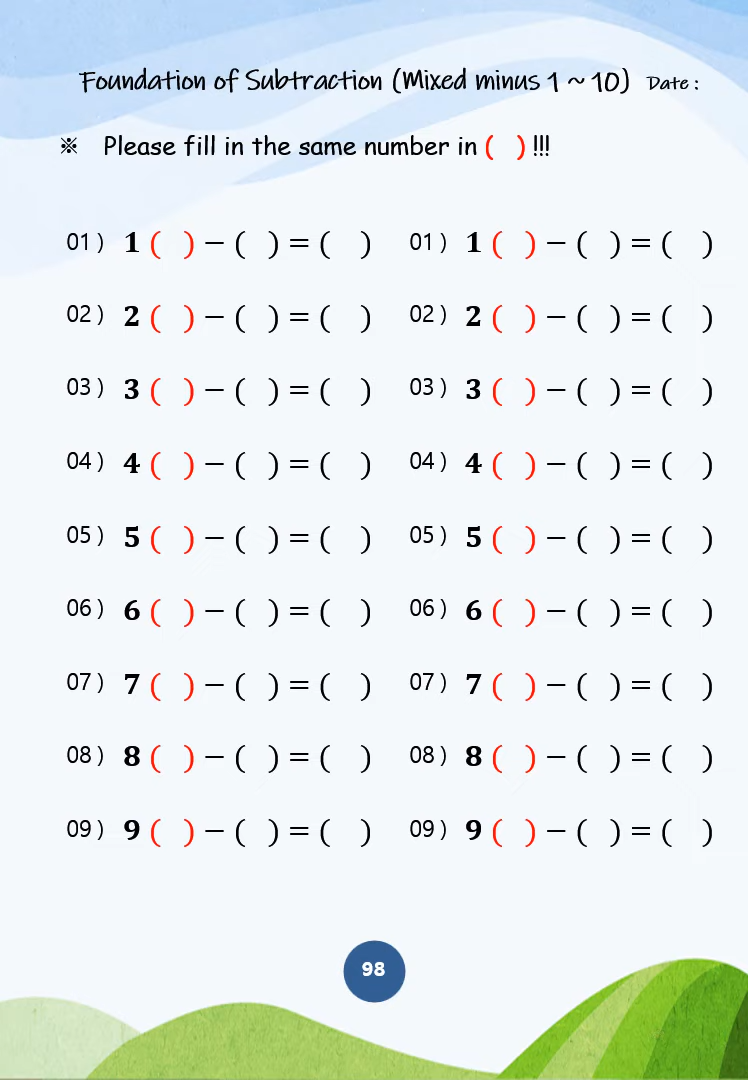 Foundation of Subtraction (Mixed minus 1 ~ 10) Date :
※ Please fill in the same number in ( ) !!!
01 ) 1 ( ) − ( ) = ( ) 01 ) 1 ( ) − ( ) = ( )
02 ) 2 ( ) − ( ) = ( ) 02 ) 2 ( ) − ( ) = ( )
03 ) 3 ( ) − ( ) = ( ) 03 ) 3 ( ) − ( ) = ( )
04 ) 4 ( ) − ( ) = ( ) 04 ) 4 ( ) − ( ) = ( )
05 ) 5 ( ) − ( ) = ( ) 05 ) 5 ( ) − ( ) = ( )
06 ) 6 ( ) − ( ) = ( ) 06 ) 6 ( ) − ( ) = ( )
07 ) 7 ( ) − ( ) = ( ) 07 ) 7 ( ) − ( ) = ( )
08 ) 8 ( ) − ( ) = ( ) 08 ) 8 ( ) − ( ) = ( )
09 ) 9 ( ) − ( ) = ( ) 09 ) 9 ( ) − ( ) = ( )
98